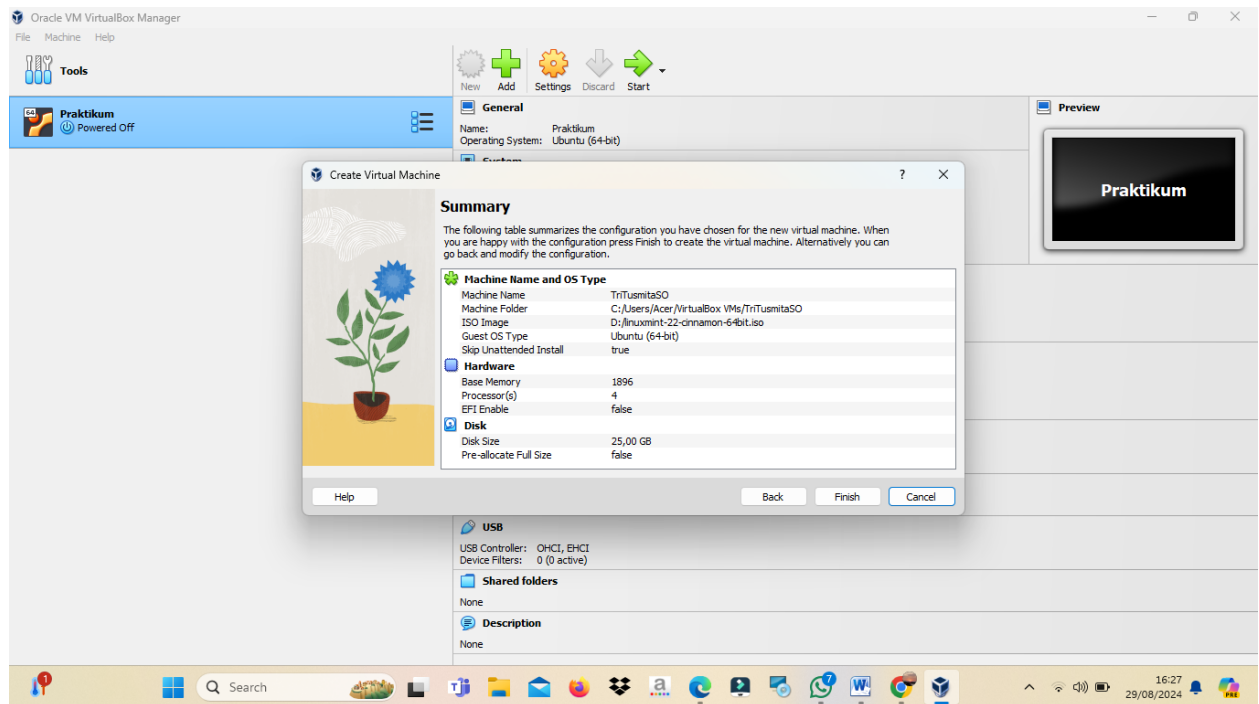 Oracle VM VirtualBox Manager
File Machine Help
Tools
New Add Settings Discard Start
Praktikum
Powered Off
64
General
Name: Praktikum
Operating System: Ubuntu (64-bit)
Preview
Praktikum
Create Virtual Machine ?
Summary
The following table summarizes the configuration you have chosen for the new virtual machine. When
you are happy with the configuration press Finish to create the virtual machine. Alternatively you can
go back and modify the configuration.
Machine Name and OS Type
Machine Name TriTusmitaSO
Machine Folder C:/Users/Acer/VirtualBox VMs/TriTusmitaSO
ISO Image D:/linuxmint-22-cinnamon-64bit.iso
Guest OS Type Ubuntu (64-bit)
Skip Unattended Install true
Hardware
Base Memory 1896
Processor(s) 4
EFI Enable false
Disk
Disk Size 25,00 GB
Pre-allocate Full Size false
Help Back Finish Cancel
USB
USB Controller: OHCI, EHCI
Device Filters: 0 (0 active)
Shared folders
None
Description
None
1
Search
a
7
W
16:27
29/08/2024
PRE